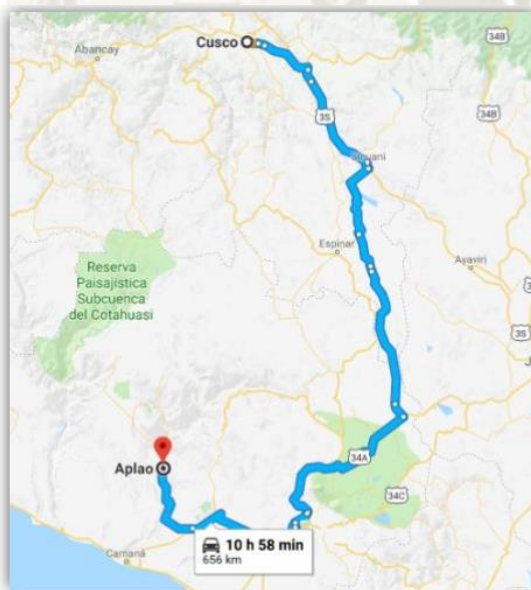 34B
Cusco
Abancay
34B
3S
Sicuani
Espinar
Ayaviri
Reserva
Paisajística
Subcuenca
del Cotahuasi
3S
34A
Aplao
34C
10 h 58 min
656 km
Camaná